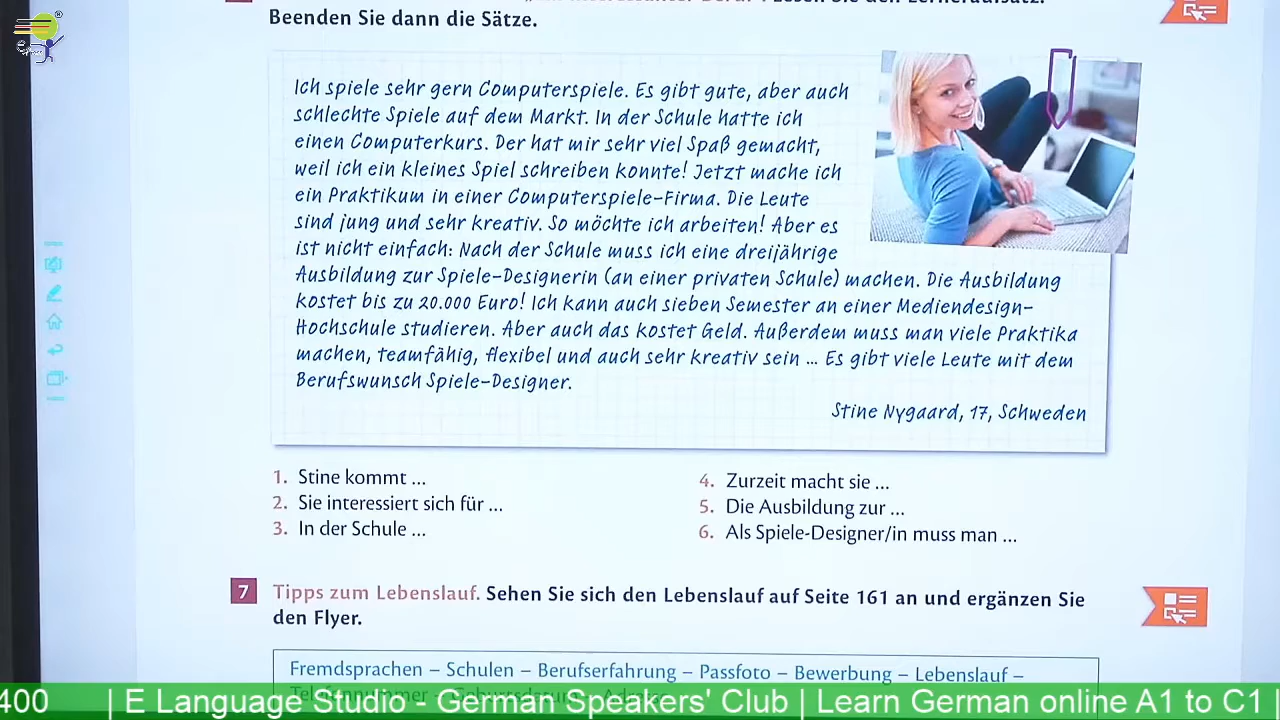 Beenden Sie dann die Sätze.
Ich spiele sehr gern Computerspiele. Es gibt gute, aber auch
schlechte Spiele auf dem Markt. In der Schule hatte ich
einen Computerkurs. Der hat mir sehr viel Spaß gemacht,
weil ich ein kleines Spiel schreiben konnte! Jetzt mache ich
ein Praktikum in einer Computerspiele-Firma. Die Leute
sind jung und sehr kreativ. So möchte ich arbeiten! Aber es
ist nicht einfach: Nach der Schule muss ich eine dreijährige
Ausbildung zur Spiele-Designerin (an einer privaten Schule) machen. Die Ausbildung
kostet bis zu 20.000 Euro! Ich kann auch sieben Semester an einer Mediendesign-
Hochschule studieren. Aber auch das kostet Geld. Außerdem muss man viele Praktika
machen, teamfähig, flexibel und auch sehr kreativ sein ... Es gibt viele Leute mit dem
Berufswunsch Spiele-Designer.
Stine Nygaard, 17, Schweden
1. Stine kommt ...
2. Sie interessiert sich für ...
3. In der Schule ...
4. Zurzeit macht sie ...
5. Die Ausbildung zur ...
6. Als Spiele-Designer/in muss man ...
7 Tipps zum Lebenslauf. Sehen Sie sich den Lebenslauf auf Seite 161 an und ergänzen Sie
den Flyer.
Fremdsprachen – Schulen – Berufserfahrung – Passfoto – Bewerbung – Lebenslauf –
400 | E Language Studio - German Speakers' Club | Learn German online A1 to C1